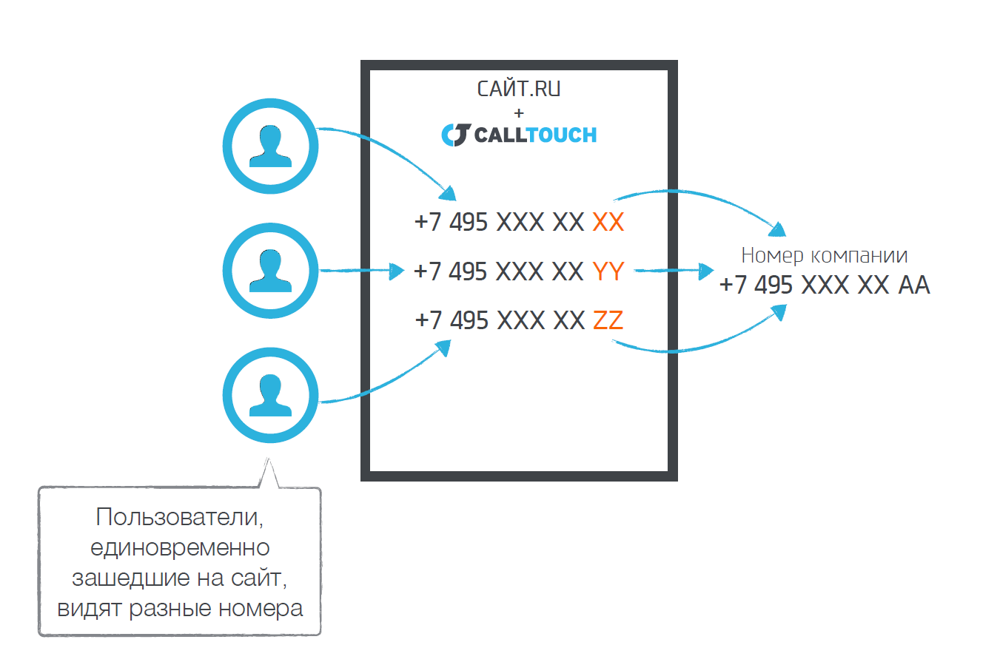 САЙТ.RU
+
CALLTOUCH
+7 495 XXX XX XX
+7 495 XXX XX YY
+7 495 XXX XX ZZ
Номер компании
+7 495 XXX XX AA
Пользователи,
единовременно
зашедшие на сайт,
видят разные номера